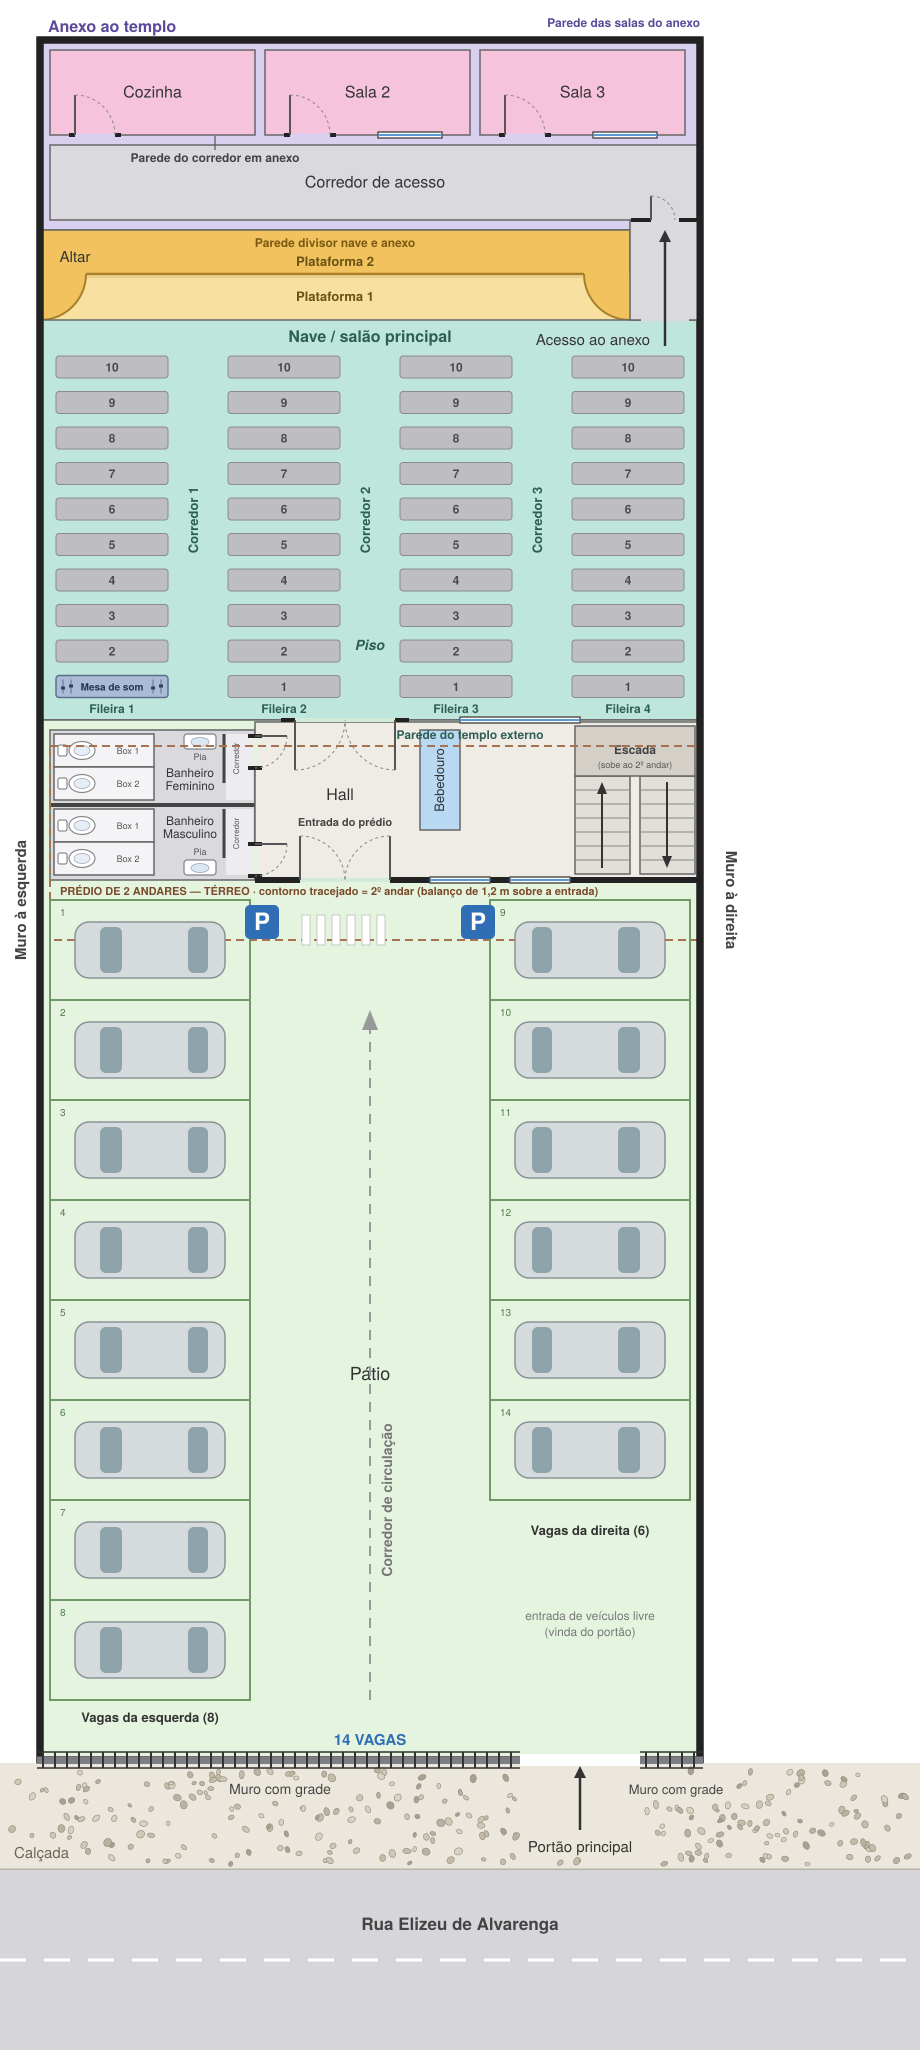 Anexo ao templo
Parede das salas do anexo
Cozinha
Sala 2
Sala 3
Parede do corredor em anexo
Corredor de acesso
Altar
Parede divisor nave e anexo
Plataforma 2
Plataforma 1
Nave / salão principal
Acesso ao anexo
10 10 10 10
9 9 9 9
8 8 8 8
7 7 7 7
6 6 6 6
5 5 5 5
4 4 4 4
3 3 3 3
2 2 2 2
Corredor 1
Corredor 2
Corredor 3
Piso
Mesa de som
1 1 1
Fileira 1
Fileira 2
Fileira 3
Fileira 4
Parede do templo externo
Box 1
Pia
Corredor
Box 2
Banheiro
Feminino
Box 1
Banheiro
Masculino
Corredor
Box 2
Pia
Hall
Entrada do prédio
Bebedouro
Escada
(sobe ao 2º andar)
PRÉDIO DE 2 ANDARES — TÉRREO · contorno tracejado = 2º andar (balanço de 1,2 m sobre a entrada)
Muro à esquerda
Muro à direita
P
P
1
2
3
4
5
6
7
8
9
10
11
12
13
14
Pátio
Corredor de circulação
Vagas da direita (6)
entrada de veículos livre
(vinda do portão)
Vagas da esquerda (8)
14 VAGAS
Muro com grade
Muro com grade
Portão principal
Calçada
Rua Elizeu de Alvarenga